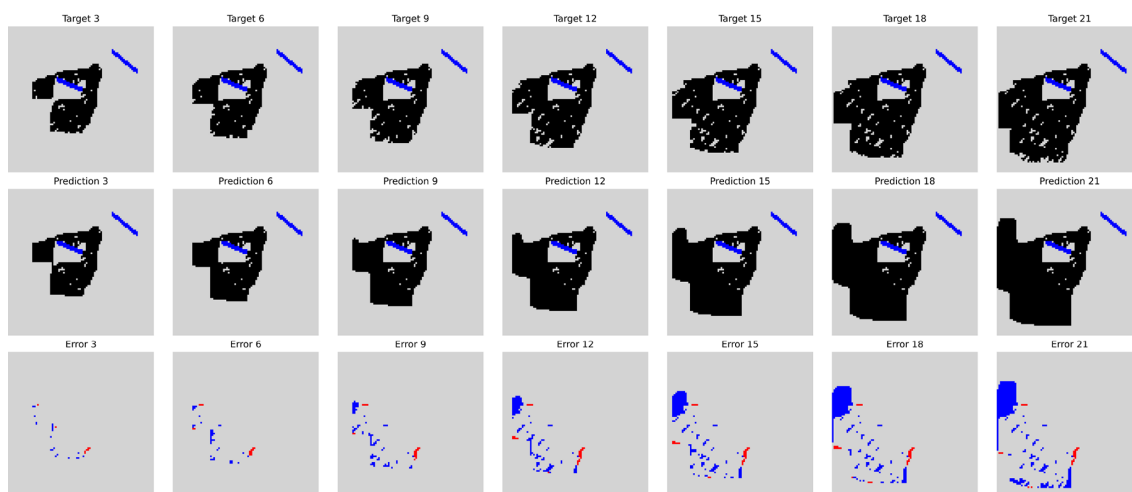 Target 3 Target 6 Target 9 Target 12 Target 15 Target 18 Target 21
Prediction 3 Prediction 6 Prediction 9 Prediction 12 Prediction 15 Prediction 18 Prediction 21
Error 3 Error 6 Error 9 Error 12 Error 15 Error 18 Error 21